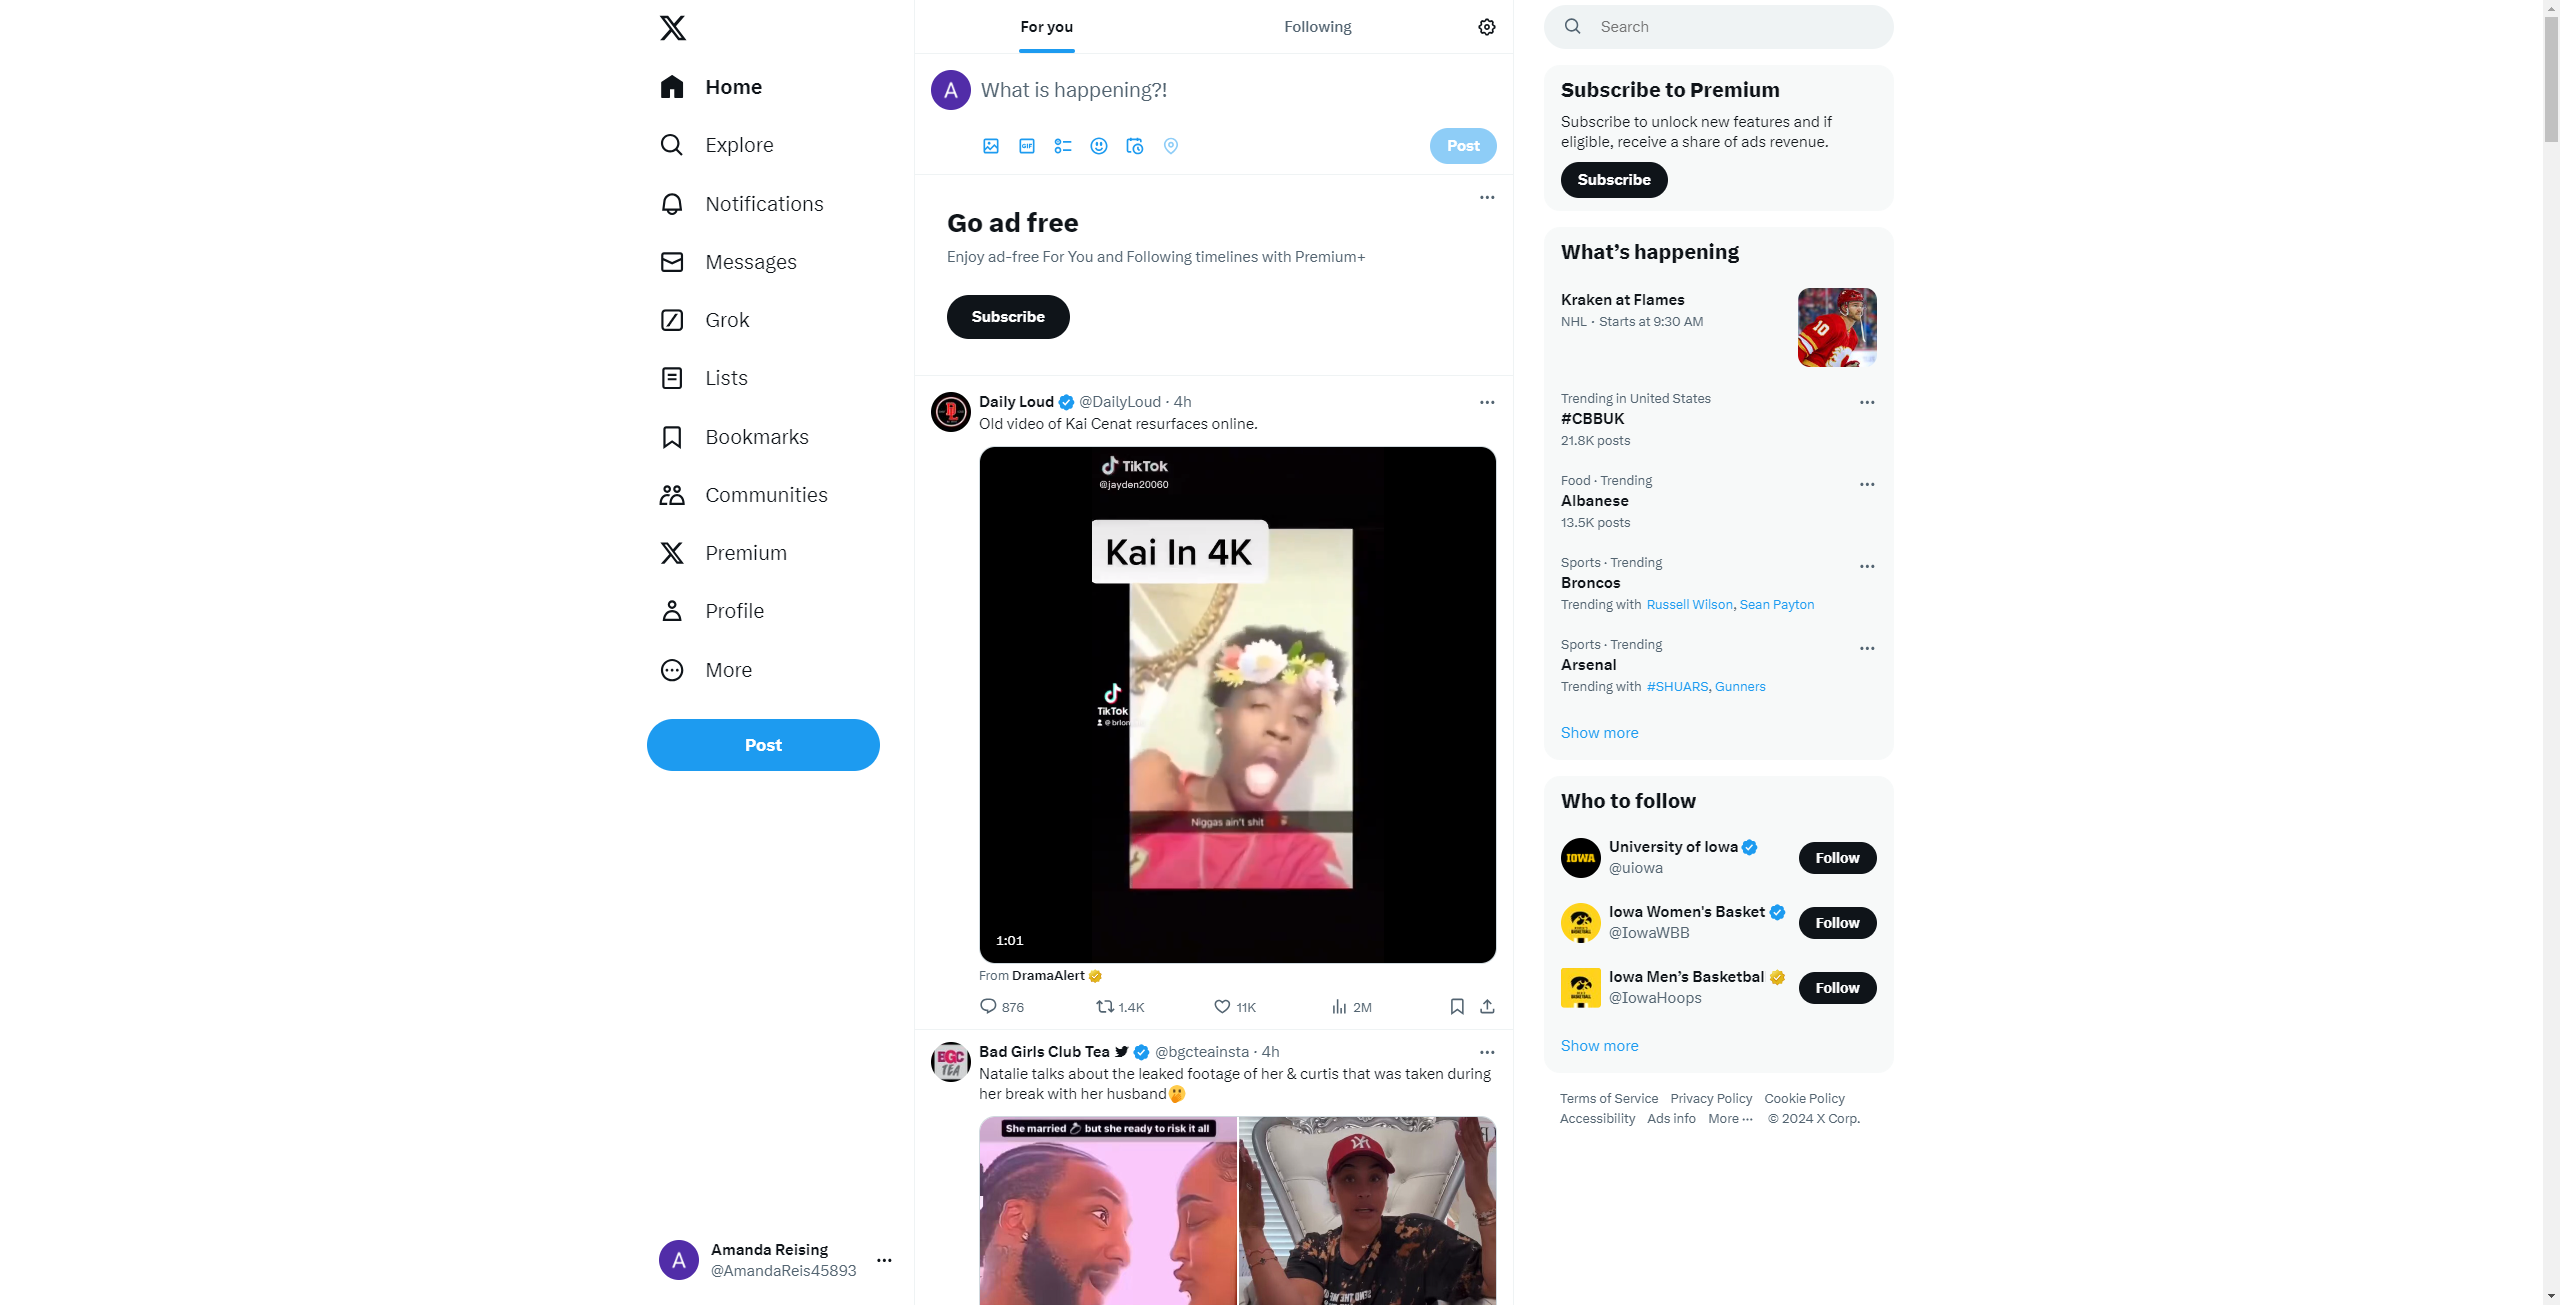 Home
Explore
Notifications
Messages
Grok
Lists
Bookmarks
Communities
Premium
Profile
More
Post
Amanda Reising
@AmandaReis45893
For you
Following
A What is happening?!
GIF
Post
Go ad free
Enjoy ad-free For You and Following timelines with Premium+
Subscribe
Daily Loud @DailyLoud · 4h
Old video of Kai Cenat resurfaces online.
TikTok
@jayden20060
Kai In 4K
TikTok
Niggas ain't shit
1:01
From DramaAlert
876 1.4K 11K 2M
BGC
TEA
Bad Girls Club Tea @bgcteainsta · 4h
Natalie talks about the leaked footage of her & curtis that was taken during
her break with her husband🤫
She married 💍 but she ready to risk it all
Search
Subscribe to Premium
Subscribe to unlock new features and if
eligible, receive a share of ads revenue.
Subscribe
What’s happening
Kraken at Flames
NHL · Starts at 9:30 AM
10
Trending in United States
#CBBUK
21.8K posts
Food · Trending
Albanese
13.5K posts
Sports · Trending
Broncos
Trending with Russell Wilson, Sean Payton
Sports · Trending
Arsenal
Trending with #SHUARS, Gunners
Show more
Who to follow
IOWA
University of Iowa
@uiowa
Follow
Iowa Women's Basket
@IowaWBB
Follow
Iowa Men’s Basketbal
@IowaHoops
Follow
Show more
Terms of Service Privacy Policy Cookie Policy
Accessibility Ads info More ··· © 2024 X Corp.